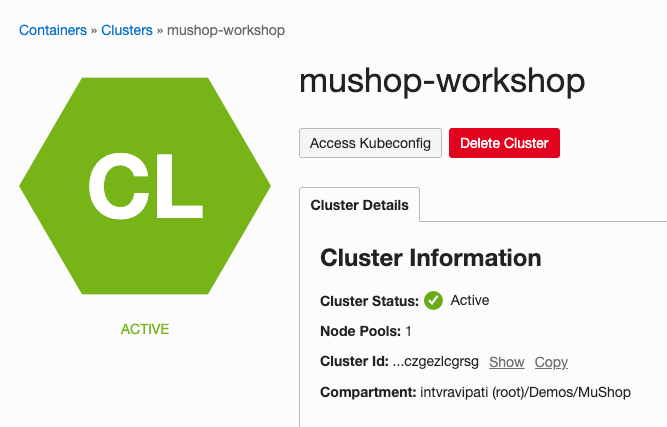 Containers » Clusters » mushop-workshop
mushop-workshop
CL
Access Kubeconfig Delete Cluster
ACTIVE
Cluster Details
Cluster Information
Cluster Status: Active
Node Pools: 1
Cluster Id: ...czgezlcgrsg Show Copy
Compartment: intvravipati (root)/Demos/MuShop